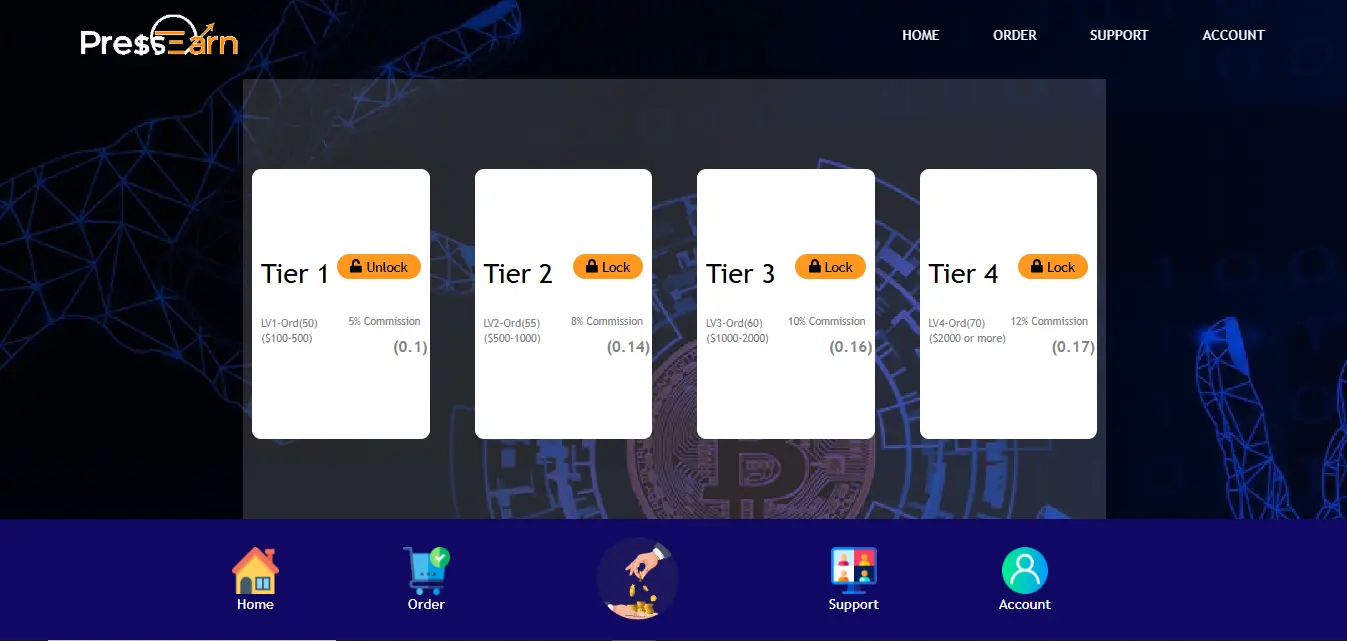 Pre$sEarn
HOME
ORDER
SUPPORT
ACCOUNT
Tier 1
Unlock
LV1-Ord(50)
($100-500)
5% Commission
(0.1)
Tier 2
Lock
LV2-Ord(55)
($500-1000)
8% Commission
(0.14)
Tier 3
Lock
LV3-Ord(60)
($1000-2000)
10% Commission
(0.16)
Tier 4
Lock
LV4-Ord(70)
($2000 or more)
12% Commission
(0.17)
Home
Order
Support
Account